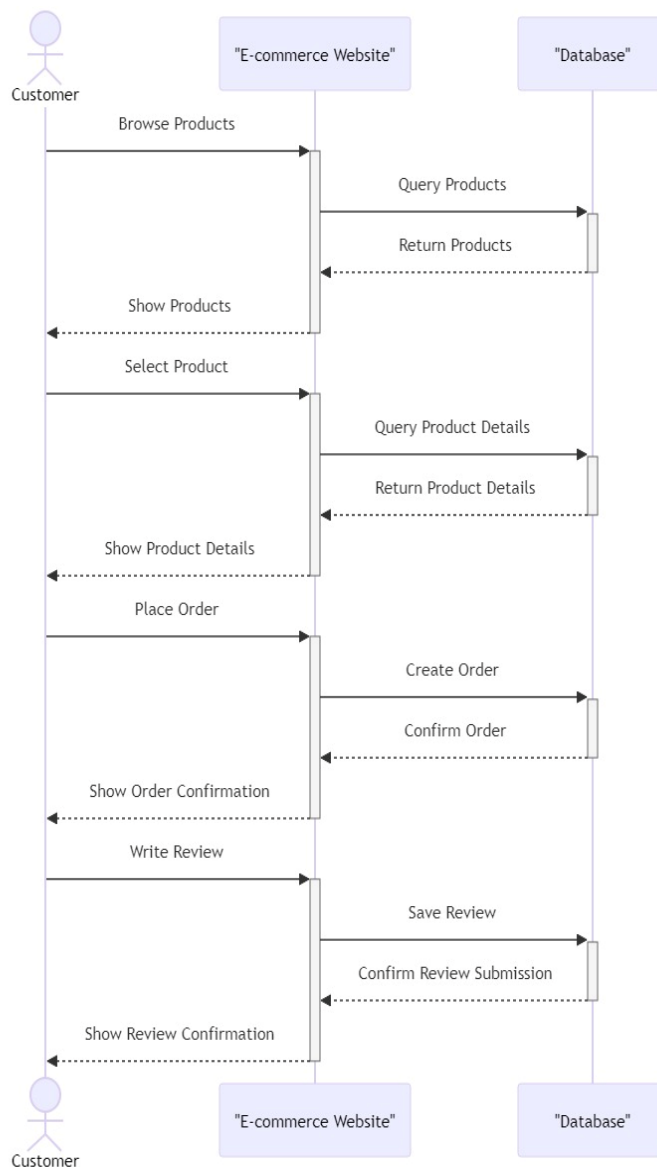 "E-commerce Website"
"Database"
Customer
Browse Products
Query Products
Return Products
Show Products
Select Product
Query Product Details
Return Product Details
Show Product Details
Place Order
Create Order
Confirm Order
Show Order Confirmation
Write Review
Save Review
Confirm Review Submission
Show Review Confirmation
"E-commerce Website"
"Database"
Customer